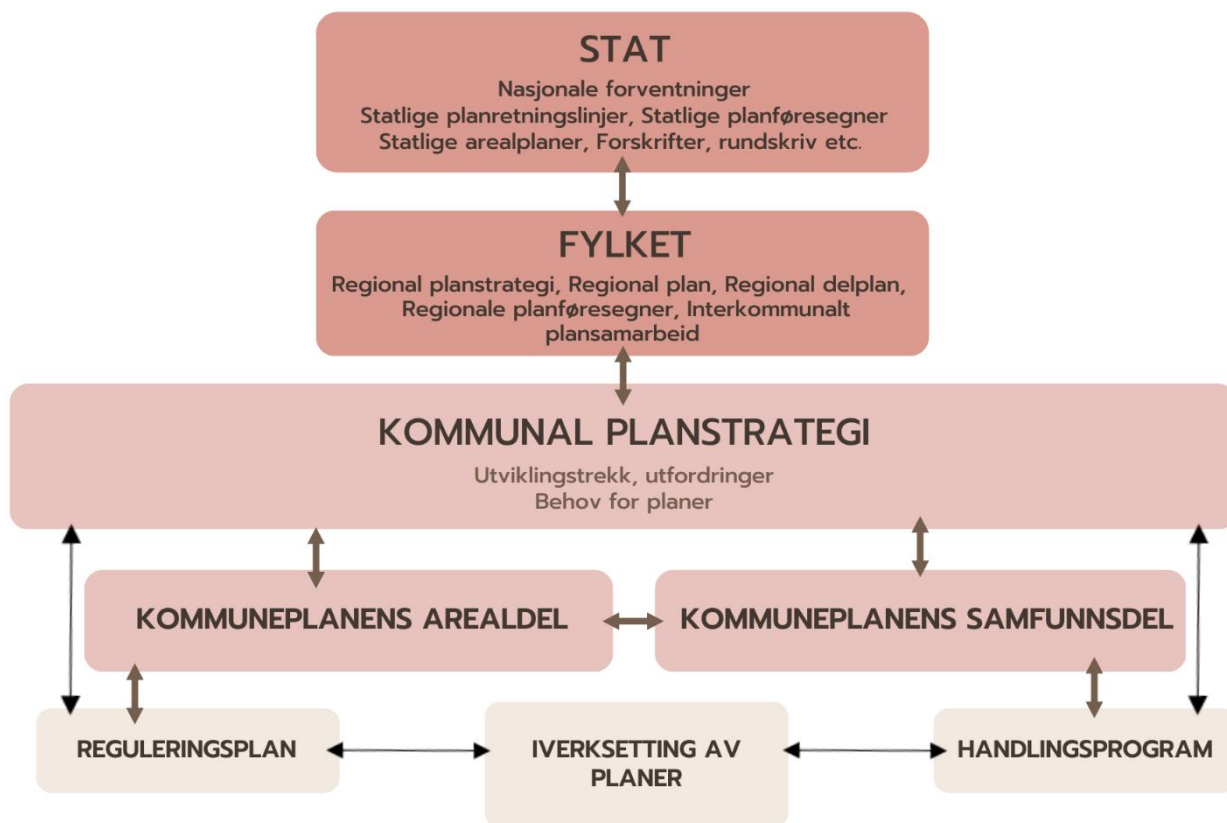 STAT
Nasjonale forventninger
Statlige planretningslinjer, Statlige planføresegner
Statlige arealplaner, Forskrifter, rundskriv etc.
FYLKET
Regional planstrategi, Regional plan, Regional delplan,
Regionale planføresegner, Interkommunalt
plansamarbeid
KOMMUNAL PLANSTRATEGI
Utviklingstrekk, utfordringer
Behov for planer
KOMMUNEPLANENS AREALDEL
KOMMUNEPLANENS SAMFUNNSDEL
REGULERINGSPLAN
IVERKSETTING AV
PLANER
HANDLINGSPROGRAM